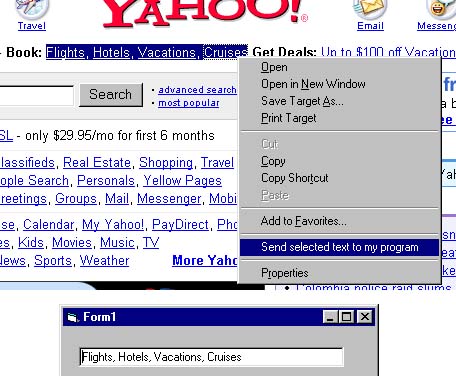 YAHOO!
Travel
Email
Messen
- Book: Flights, Hotels, Vacations, Cruises Get Deals: Up to $100 off Vacation
Search
· advanced search
· most popular
SL - only $29.95/mo for first 6 months
lassifieds, Real Estate, Shopping, Travel
ople Search, Personals, Yellow Pages
reetings, Groups, Mail, Messenger, Mobi
se, Calendar, My Yahoo!, PayDirect, Pho
es, Kids, Movies, Music, TV
News, Sports, Weather
More Yaho
Open
Open in New Window
Save Target As...
Print Target
Cut
Copy
Copy Shortcut
Paste
Add to Favorites...
Send selected text to my program
Properties
· Colombia police raid slums
Form1
Flights, Hotels, Vacations, Cruises